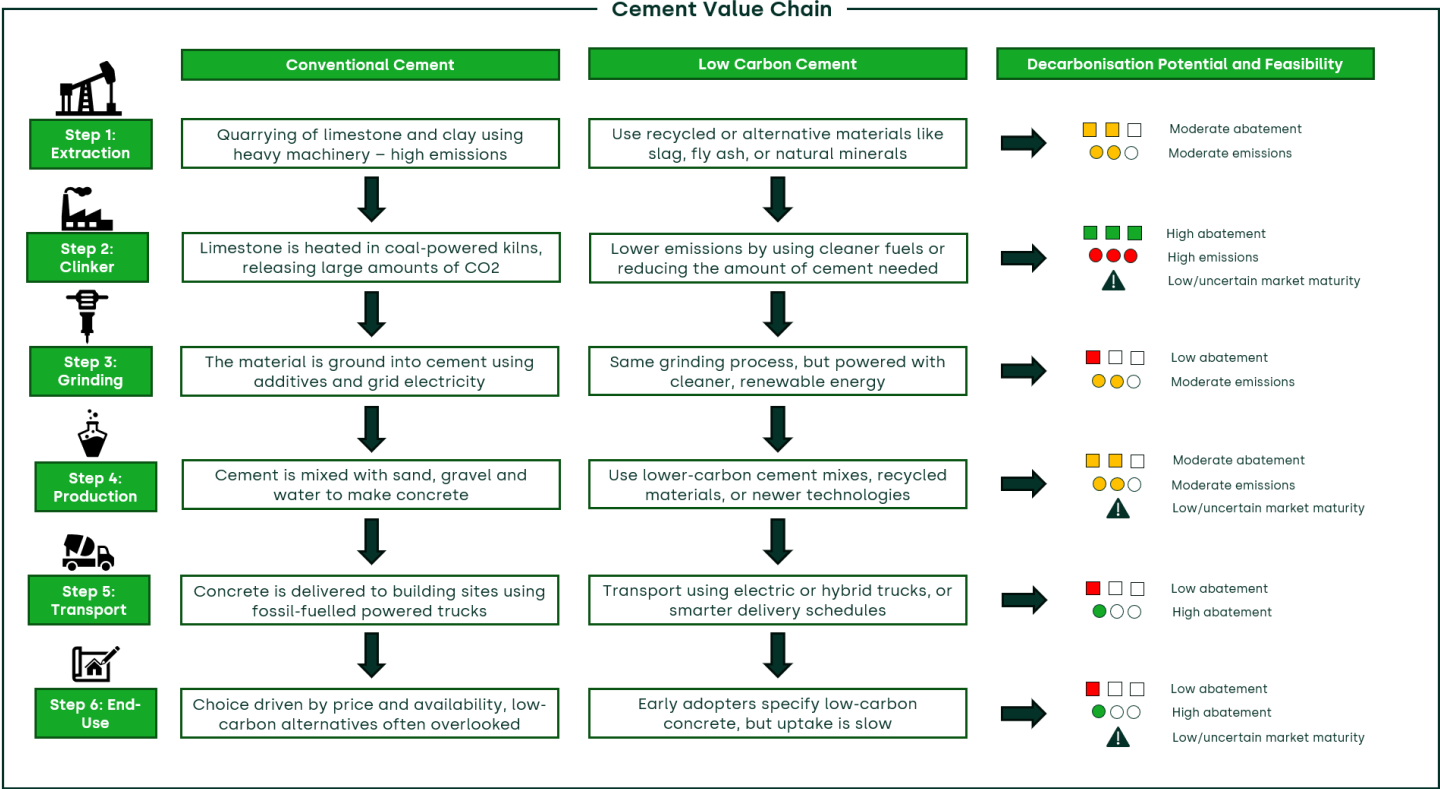 Cement Value Chain
Conventional Cement
Low Carbon Cement
Decarbonisation Potential and Feasibility
Step 1:
Extraction
Quarrying of limestone and clay using
heavy machinery – high emissions
Use recycled or alternative materials like
slag, fly ash, or natural minerals
Moderate abatement
Moderate emissions
Step 2:
Clinker
Limestone is heated in coal-powered kilns,
releasing large amounts of CO2
Lower emissions by using cleaner fuels or
reducing the amount of cement needed
High abatement
High emissions
Low/uncertain market maturity
Step 3:
Grinding
The material is ground into cement using
additives and grid electricity
Same grinding process, but powered with
cleaner, renewable energy
Low abatement
Moderate emissions
Step 4:
Production
Cement is mixed with sand, gravel and
water to make concrete
Use lower-carbon cement mixes, recycled
materials, or newer technologies
Moderate abatement
Moderate emissions
Low/uncertain market maturity
Step 5:
Transport
Concrete is delivered to building sites using
fossil-fuelled powered trucks
Transport using electric or hybrid trucks, or
smarter delivery schedules
Low abatement
High abatement
Step 6: End-
Use
Choice driven by price and availability, low-
carbon alternatives often overlooked
Early adopters specify low-carbon
concrete, but uptake is slow
Low abatement
High abatement
Low/uncertain market maturity